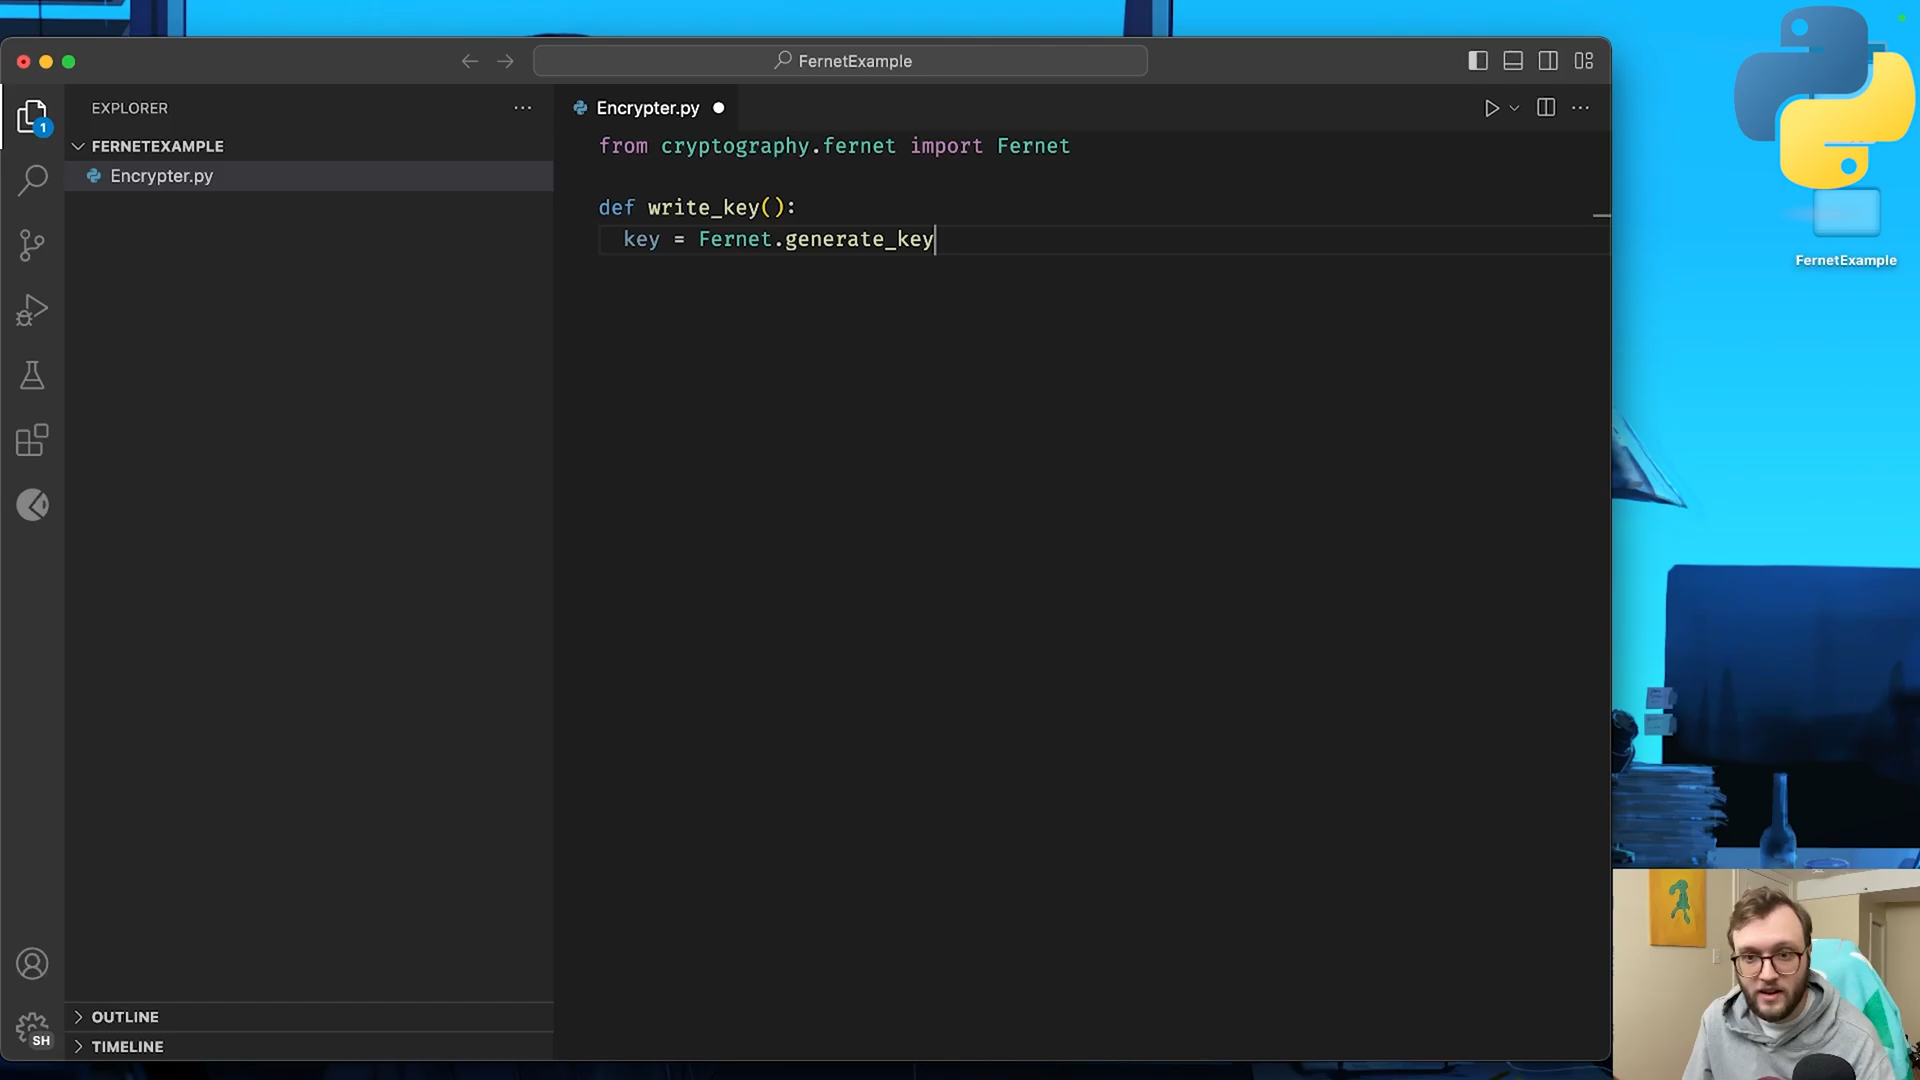 FernetExample
EXPLORER
FERNETEXAMPLE
Encrypter.py
OUTLINE
TIMELINE
1
SH
Encrypter.py
from cryptography.fernet import Fernet
def write_key():
key = Fernet.generate_key
FernetExample